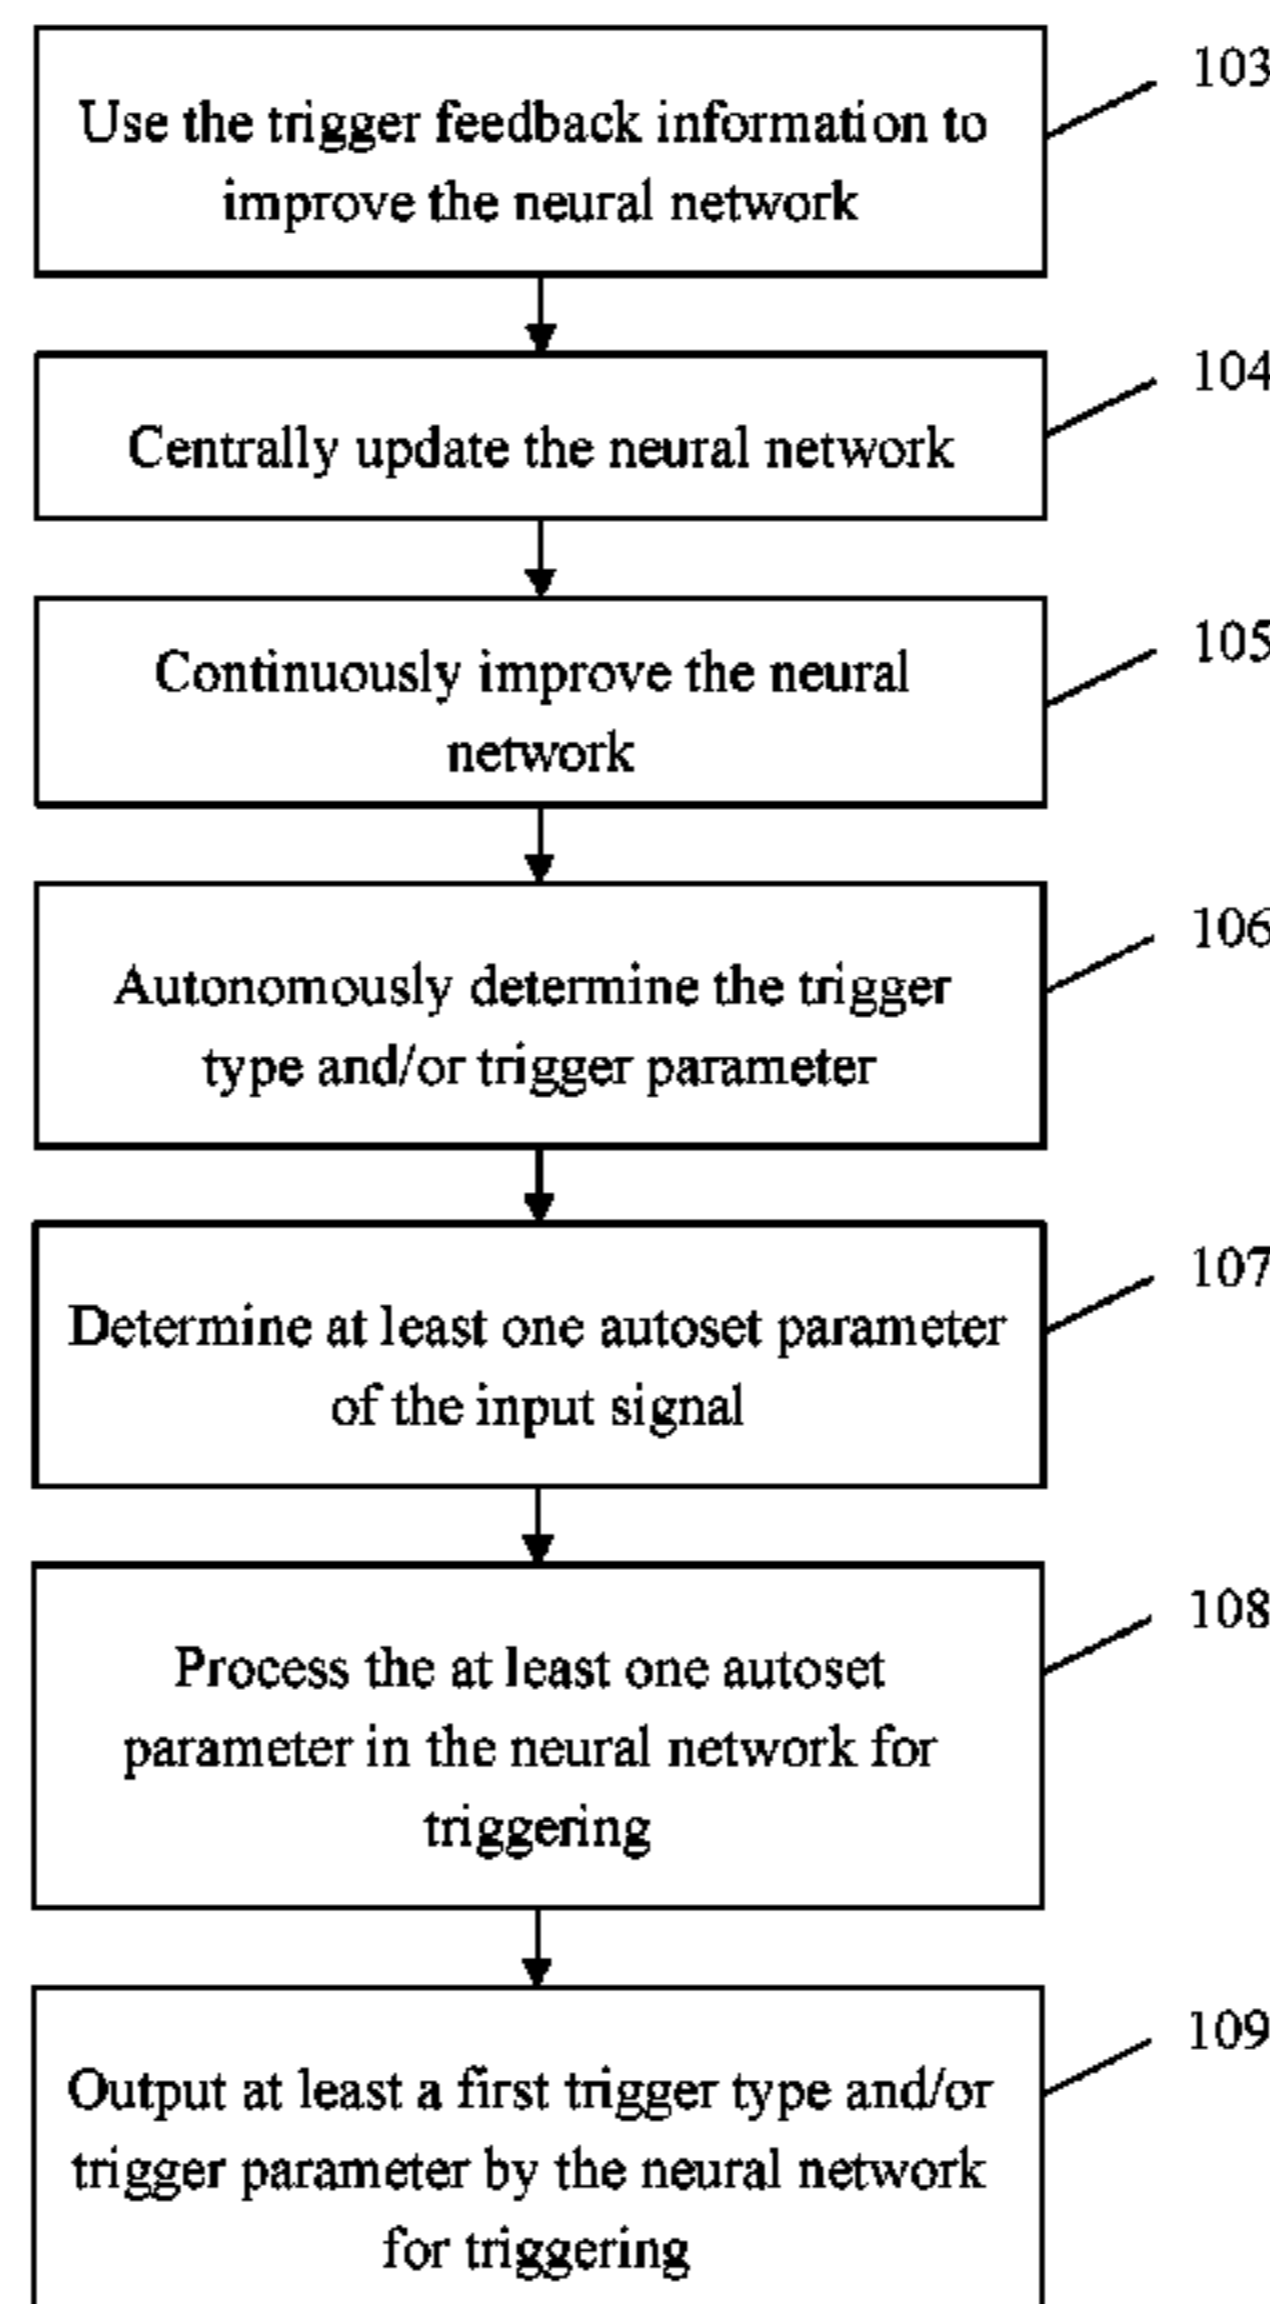 103
Use the trigger feedback information to
improve the neural network
104
Centrally update the neural network
105
Continuously improve the neural
network
106
Autonomously determine the trigger
type and/or trigger parameter
107
Determine at least one autoset parameter
of the input signal
108
Process the at least one autoset
parameter in the neural network for
triggering
109
Output at least a first trigger type and/or
trigger parameter by the neural network
for triggering